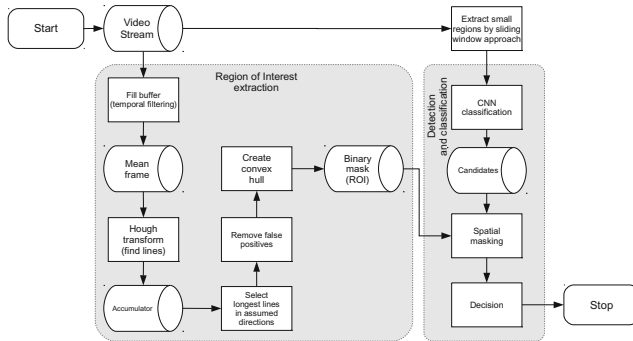 Start
Video
Stream
Extract small
regions by sliding
window approach
Region of Interest
extraction
Fill buffer
(temporal filtering)
Mean
frame
Hough
transform
(find lines)
Accumulator
Select
longest lines
in assumed
directions
Remove false
positives
Create
convex
hull
Binary
mask
(ROI)
Detection
and classification
CNN
classification
Candidates
Spatial
masking
Decision
Stop